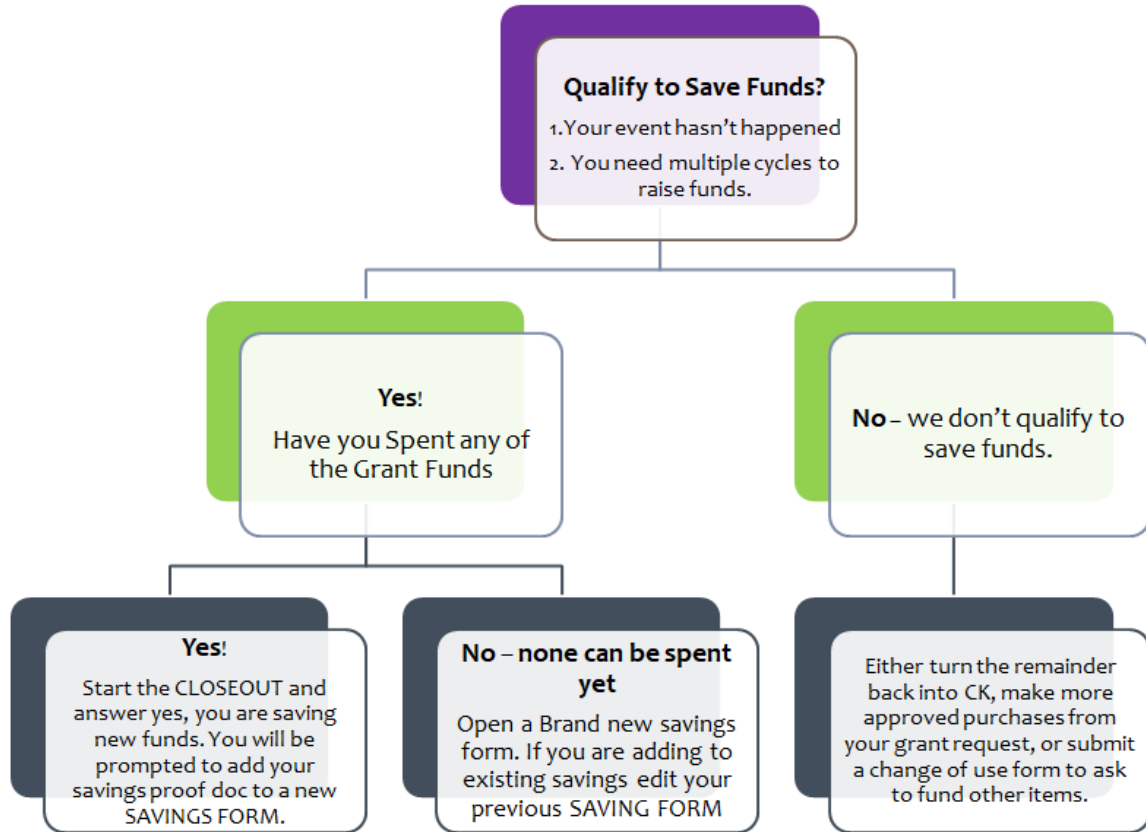 Qualify to Save Funds?
1.Your event hasn't happened
2. You need multiple cycles to
raise funds.
Yes!
Have you Spent any of
the Grant Funds
No – we don't qualify to
save funds.
Yes!
Start the CLOSEOUT and
answer yes, you are saving
new funds. You will be
prompted to add your
savings proof doc to a new
SAVINGS FORM.
No – none can be spent
yet
Open a Brand new savings
form. If you are adding to
existing savings edit your
previous SAVING FORM
Either turn the remainder
back into CK, make more
approved purchases from
your grant request, or submit
a change of use form to ask
to fund other items.